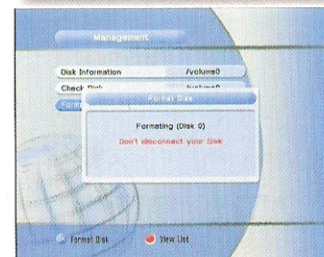 Management
Disk Information /volume0
Check Disk /volume0
Format Disk
Formating (Disk 0)
Don't disconnect your Disk
Format Disk View List